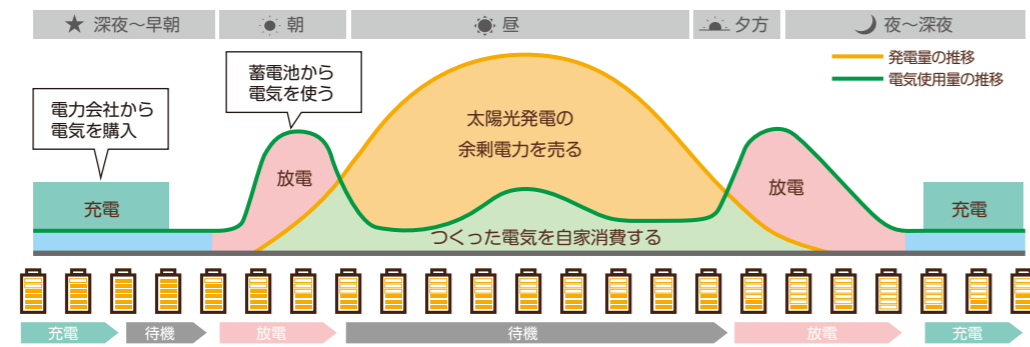 深夜〜早朝
朝
昼
夕方
夜〜深夜
発電量の推移
電気使用量の推移
蓄電池から
電気を使う
電力会社から
電気を購入
太陽光発電の
余剰電力を売る
放電
放電
充電
充電
つくった電気を自家消費する
充電
待機
放電
待機
放電
充電